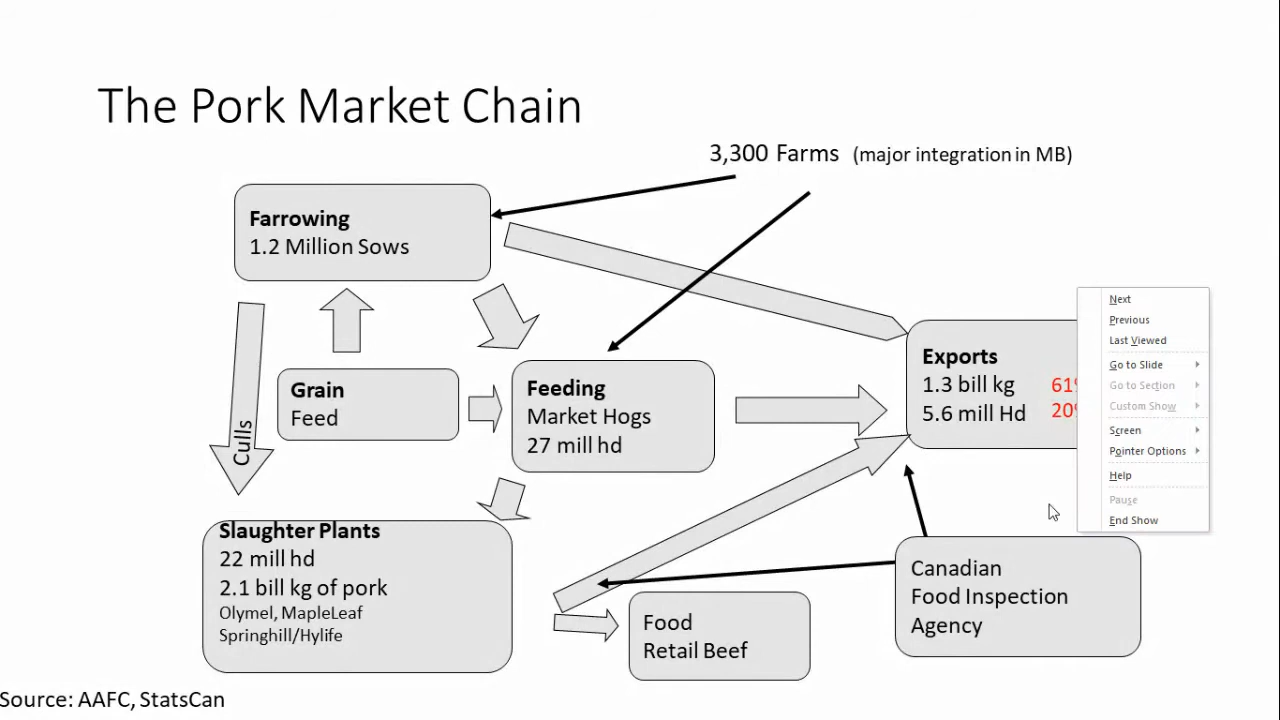 The Pork Market Chain
3,300 Farms (major integration in MB)
Farrowing
1.2 Million Sows
Culls
Grain
Feed
Feeding
Market Hogs
27 mill hd
Exports
1.3 bill kg 61%
5.6 mill Hd 20%
Next
Previous
Last Viewed
Go to Slide
Go to Section
Custom Show
Screen
Pointer Options
Help
Pause
End Show
Slaughter Plants
22 mill hd
2.1 bill kg of pork
Olymel, MapleLeaf
Springhill/Hylife
Food
Retail Beef
Canadian
Food Inspection
Agency
Source: AAFC, StatsCan